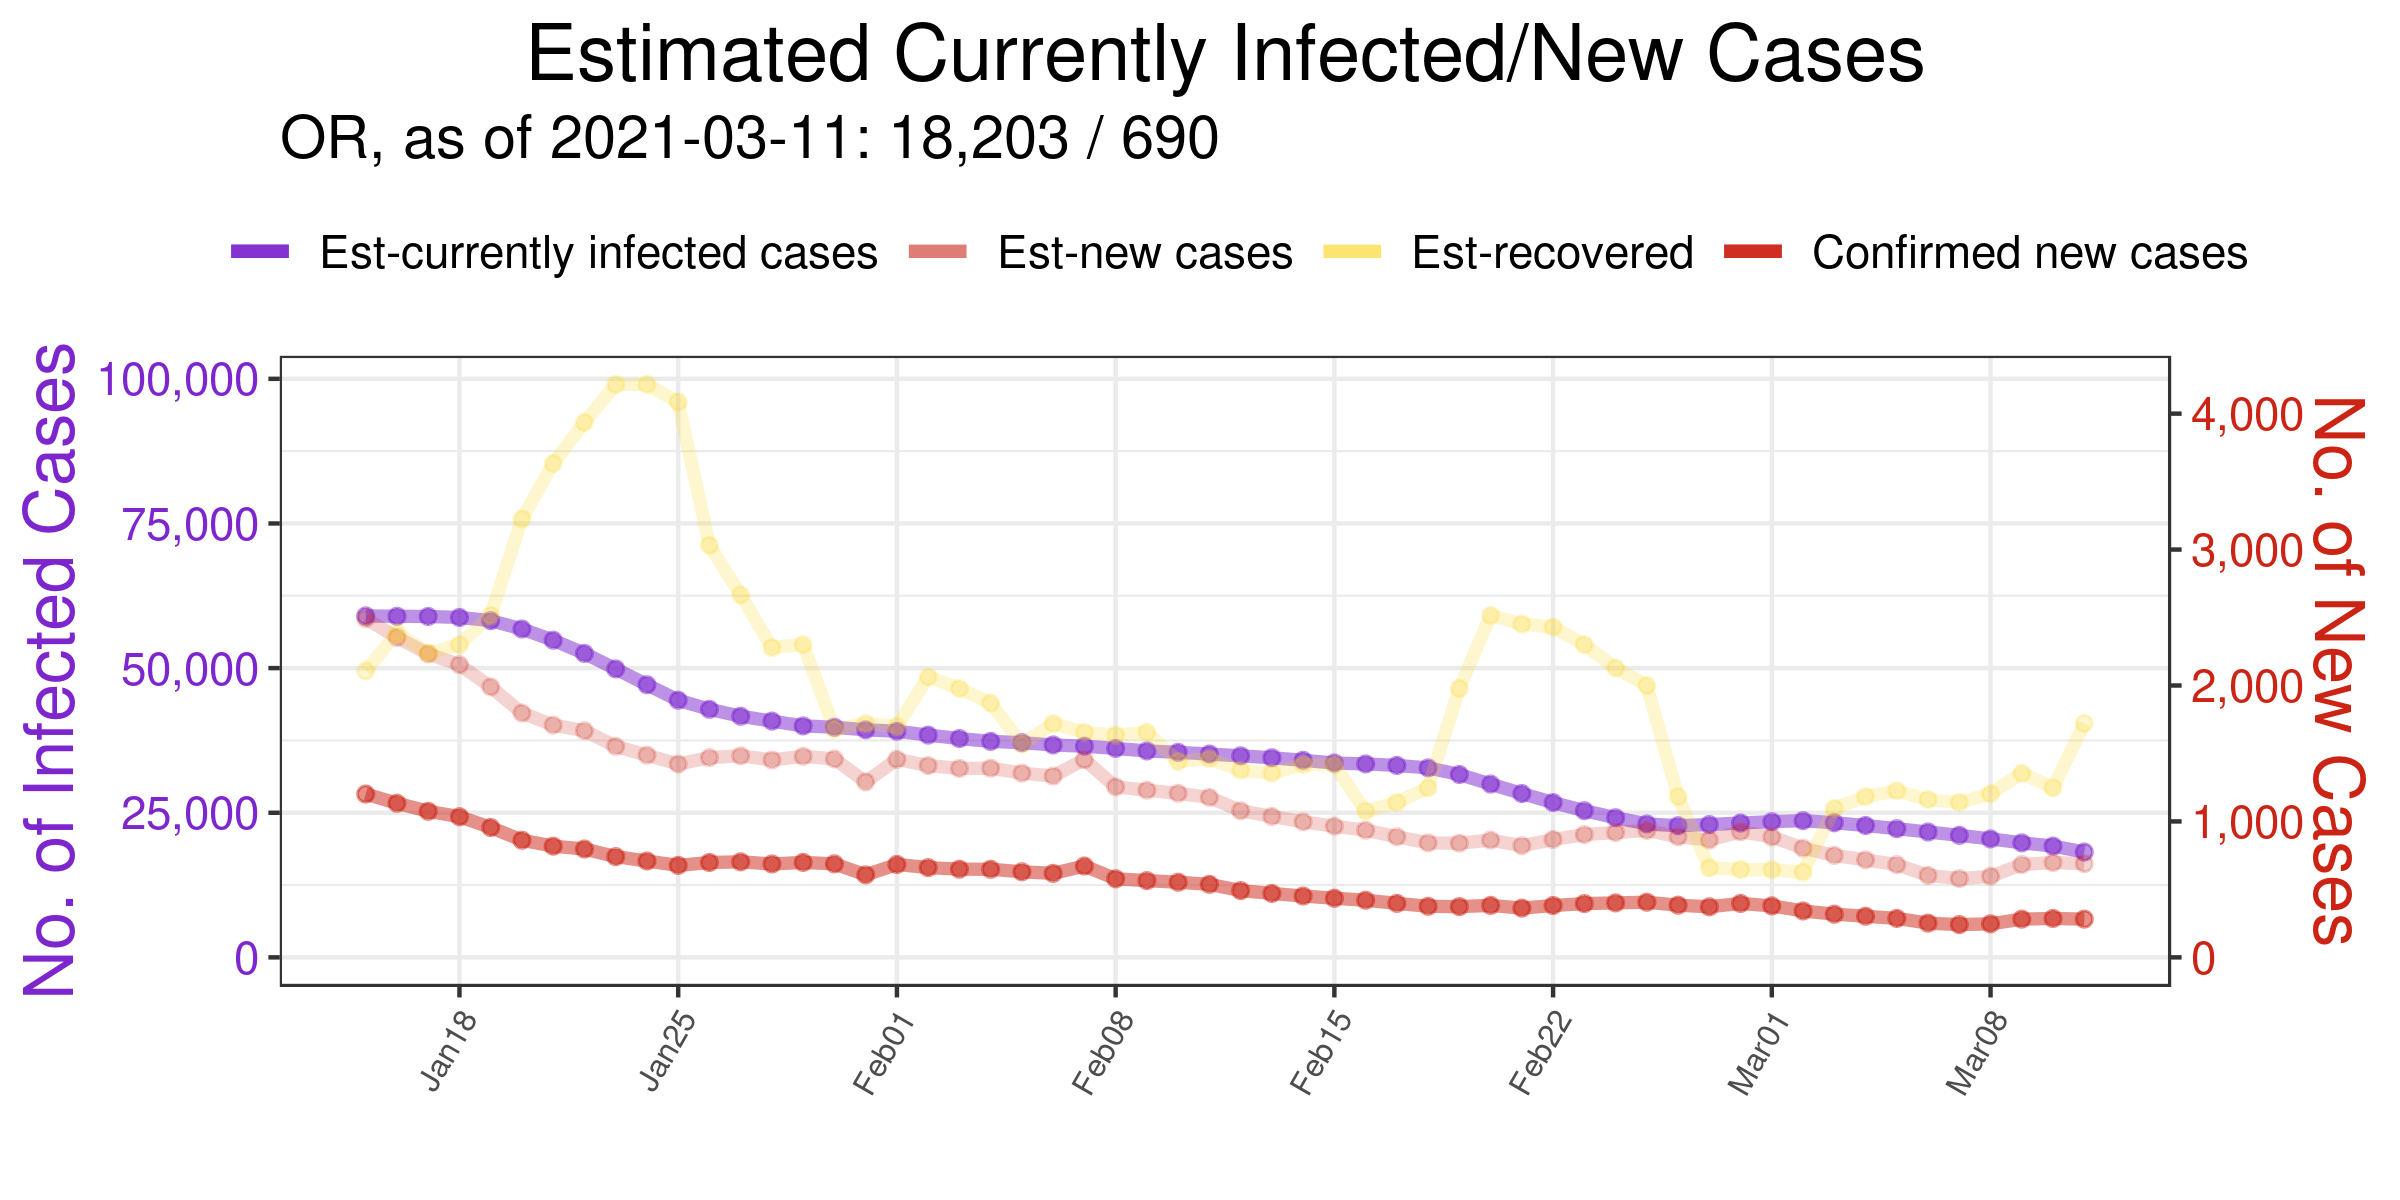 Estimated Currently Infected/New Cases
OR, as of 2021-03-11: 18,203 / 690
Est-currently infected cases Est-new cases Est-recovered Confirmed new cases
No. of Infected Cases
100,000
75,000
50,000
25,000
0
4,000
3,000
2,000
1,000
0
No. of New Cases
Jan18 Jan25 Feb01 Feb08 Feb15 Feb22 Mar01 Mar08